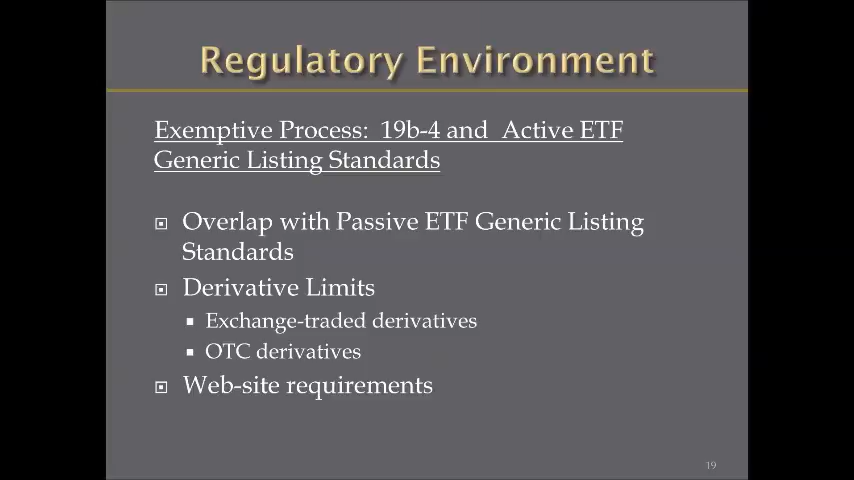 Regulatory Environment
Exemptive Process: 19b-4 and Active ETF
Generic Listing Standards
Overlap with Passive ETF Generic Listing
Standards
Derivative Limits
Exchange-traded derivatives
OTC derivatives
Web-site requirements
19